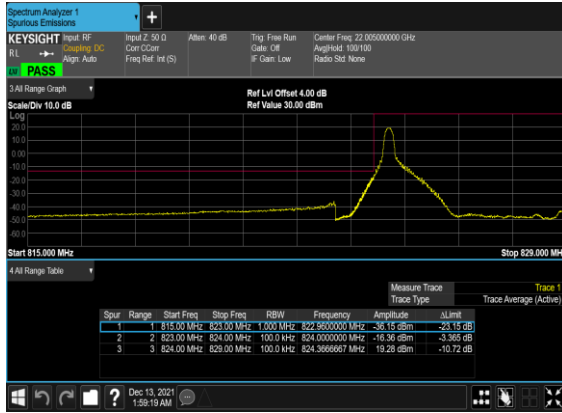 Spectrum Analyzer 1
Spurious Emissions
+
KEYSIGHT Input: RF Input Z: 50 Ω Atten: 40 dB Trig: Free Run Center Freq: 22.005000000 GHz
RL Coupling: DC Corr CCorr Gate: Off Avg|Hold: 100/100
Align: Auto Freq Ref: Int (S) IF Gain: Low Radio Std: None
PASS
3 All Range Graph Ref Lvl Offset 4.00 dB
Scale/Div 10.0 dB Ref Value 30.00 dBm
Log
20.0
10.0
0.00
-10.0
-20.0
-30.0
-40.0
-50.0
-60.0
Start 815.000 MHz Stop 829.000 MHz
4 All Range Table
Measure Trace Trace 1
Trace Type Trace Average (Active)
Spur Range Start Freq Stop Freq RBW Frequency Amplitude ΔLimit
1 1 815.00 MHz 823.00 MHz 1.000 MHz 822.9600000 MHz -36.15 dBm -23.15 dB
2 2 823.00 MHz 824.00 MHz 100.0 kHz 824.0000000 MHz -16.36 dBm -3.365 dB
3 3 824.00 MHz 829.00 MHz 100.0 kHz 824.3666667 MHz 19.28 dBm -10.72 dB
? Dec 13, 2021
1:59:19 AM